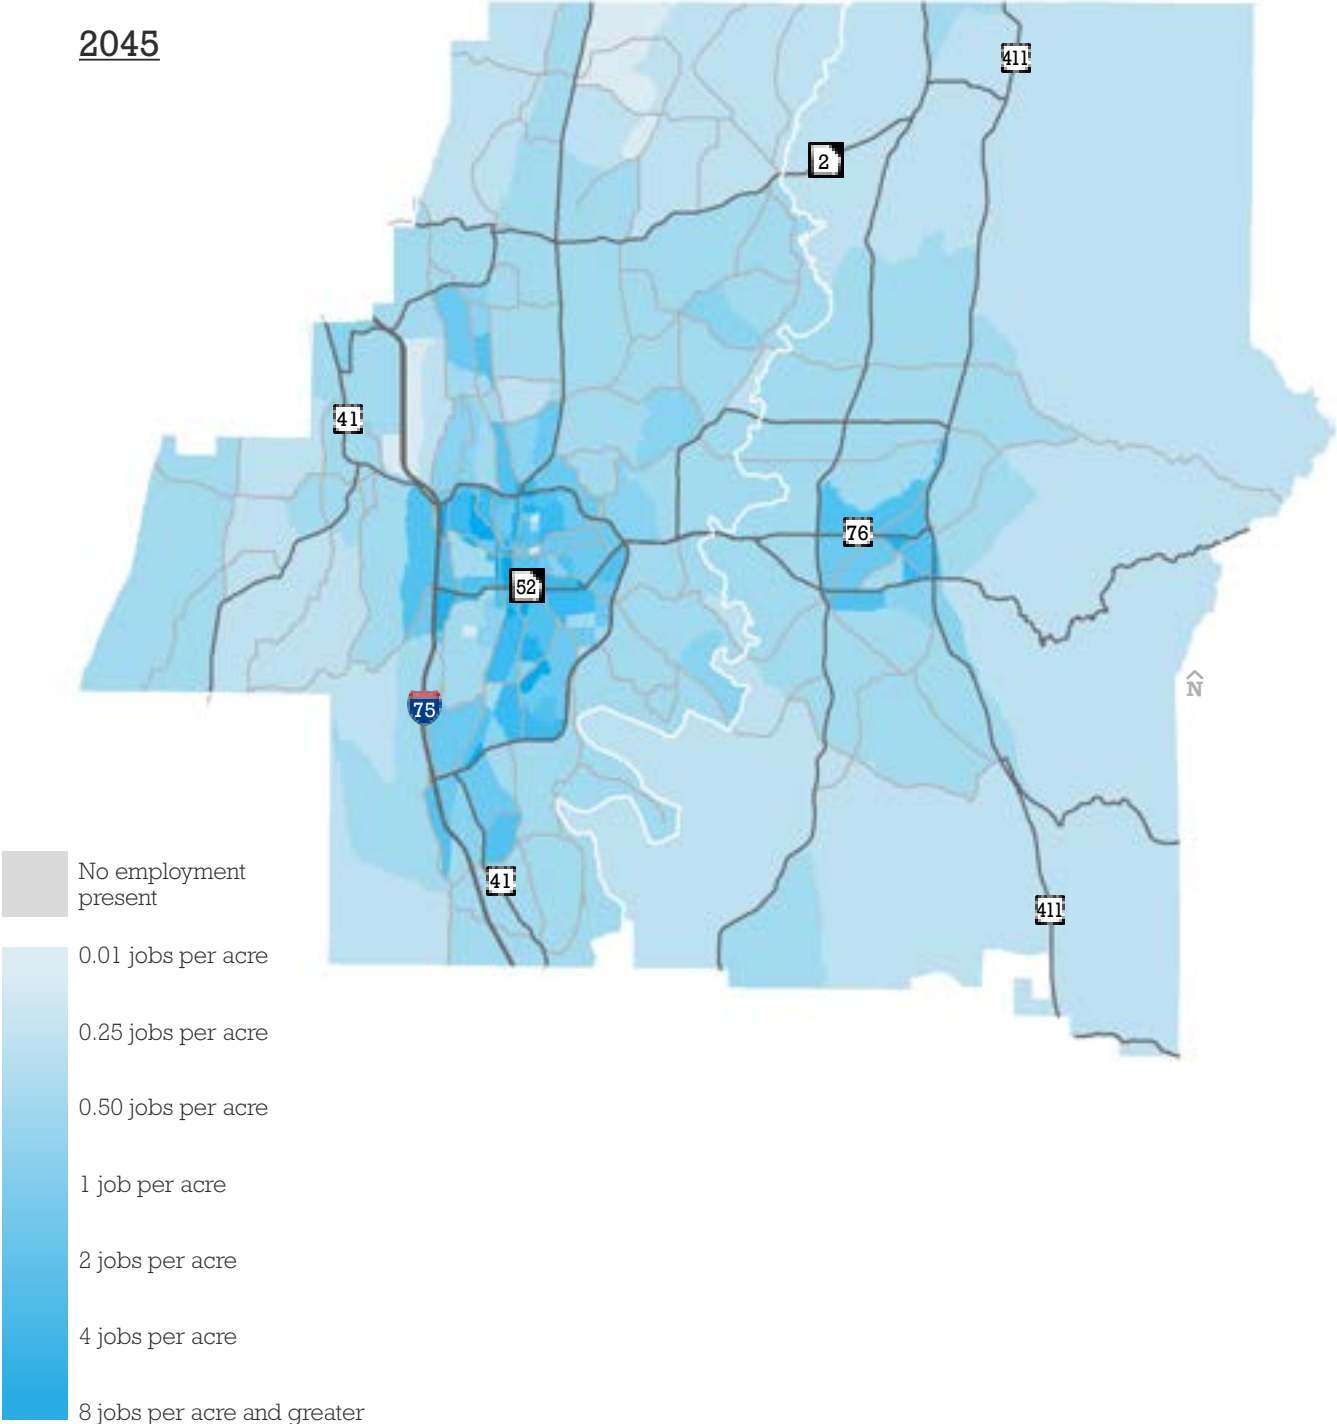 2045
411
2
41
76
52
75
N
41
411
No employment
present
0.01 jobs per acre
0.25 jobs per acre
0.50 jobs per acre
1 job per acre
2 jobs per acre
4 jobs per acre
8 jobs per acre and greater